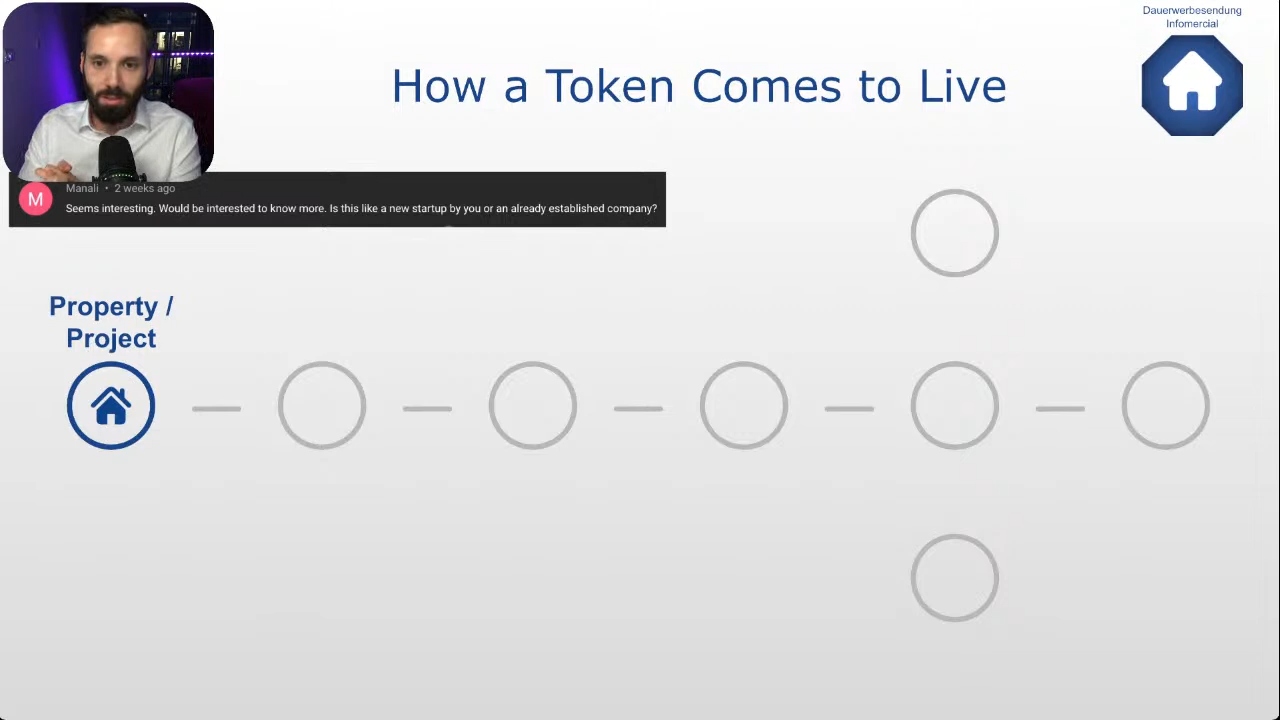 Dauerwerbesendung
Infomercial
How a Token Comes to Live
M
Manali • 2 weeks ago
Seems interesting. Would be interested to know more. Is this like a new startup by you or an already established company?
Property /
Project